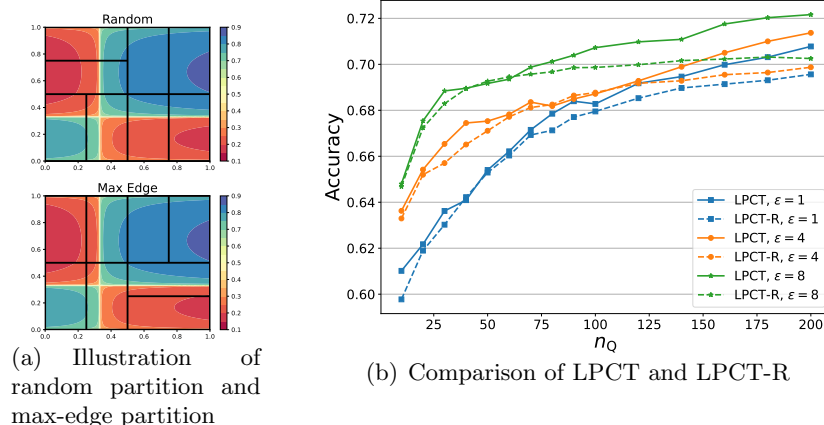 Random
1.0
0.8
0.6
0.4
0.2
0.0
0.0 0.2 0.4 0.6 0.8 1.0
0.9
0.8
0.7
0.6
0.5
0.4
0.3
0.2
0.1
Max Edge
1.0
0.8
0.6
0.4
0.2
0.0
0.0 0.2 0.4 0.6 0.8 1.0
0.9
0.8
0.7
0.6
0.5
0.4
0.3
0.2
0.1
(a) Illustration of
random partition and
max-edge partition
Accuracy
0.72
0.70
0.68
0.66
0.64
0.62
0.60
25 50 75 100 125 150 175 200
nQ
LPCT, ε = 1
LPCT-R, ε = 1
LPCT, ε = 4
LPCT-R, ε = 4
LPCT, ε = 8
LPCT-R, ε = 8
(b) Comparison of LPCT and LPCT-R